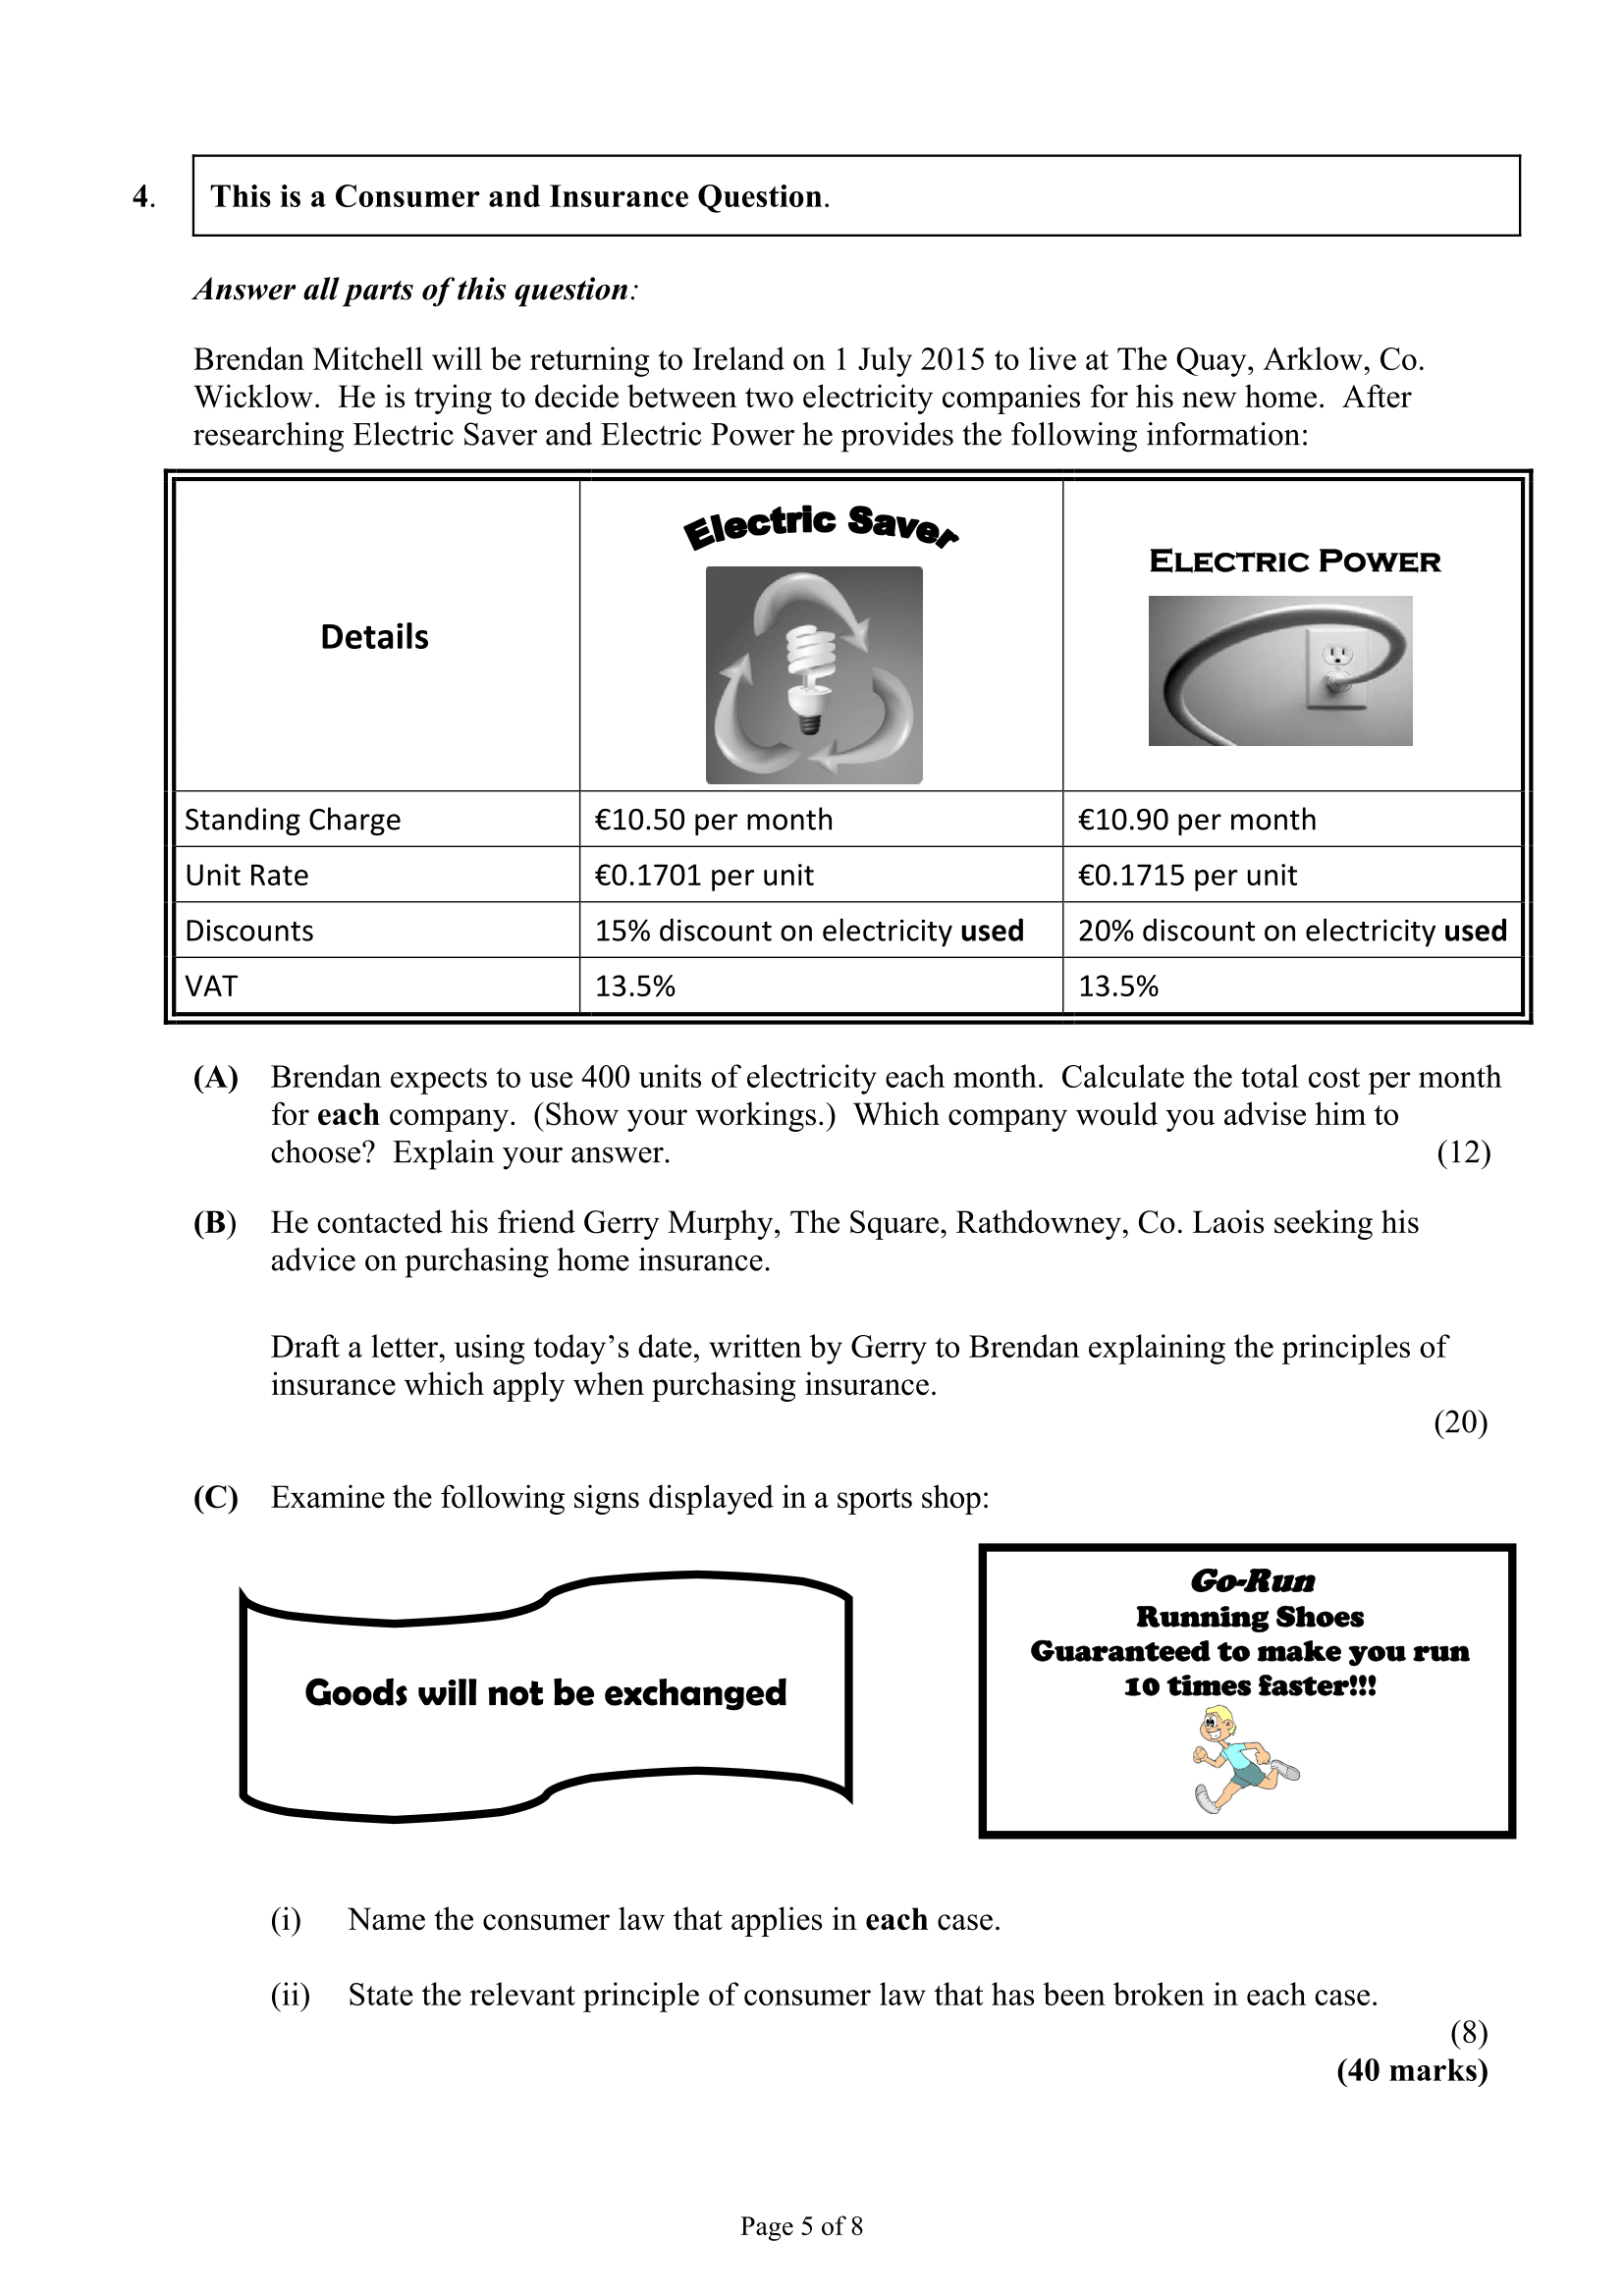 4.
This is a Consumer and Insurance Question.
Answer all parts of this question:
Brendan Mitchell will be returning to Ireland on 1 July 2015 to live at The Quay, Arklow, Co.
Wicklow. He is trying to decide between two electricity companies for his new home. After
researching Electric Saver and Electric Power he provides the following information:
Details
Electric Saver
ELECTRIC POWER
Standing Charge €10.50 per month €10.90 per month
Unit Rate €0.1701 per unit €0.1715 per unit
Discounts 15% discount on electricity used 20% discount on electricity used
VAT 13.5% 13.5%
(A) Brendan expects to use 400 units of electricity each month. Calculate the total cost per month
for each company. (Show your workings.) Which company would you advise him to
choose? Explain your answer. (12)
(B) He contacted his friend Gerry Murphy, The Square, Rathdowney, Co. Laois seeking his
advice on purchasing home insurance.
Draft a letter, using today’s date, written by Gerry to Brendan explaining the principles of
insurance which apply when purchasing insurance.
(20)
(C) Examine the following signs displayed in a sports shop:
Goods will not be exchanged
Go-Run
Running Shoes
Guaranteed to make you run
10 times faster!!!
(i) Name the consumer law that applies in each case.
(ii) State the relevant principle of consumer law that has been broken in each case.
(8)
(40 marks)
Page 5 of 8